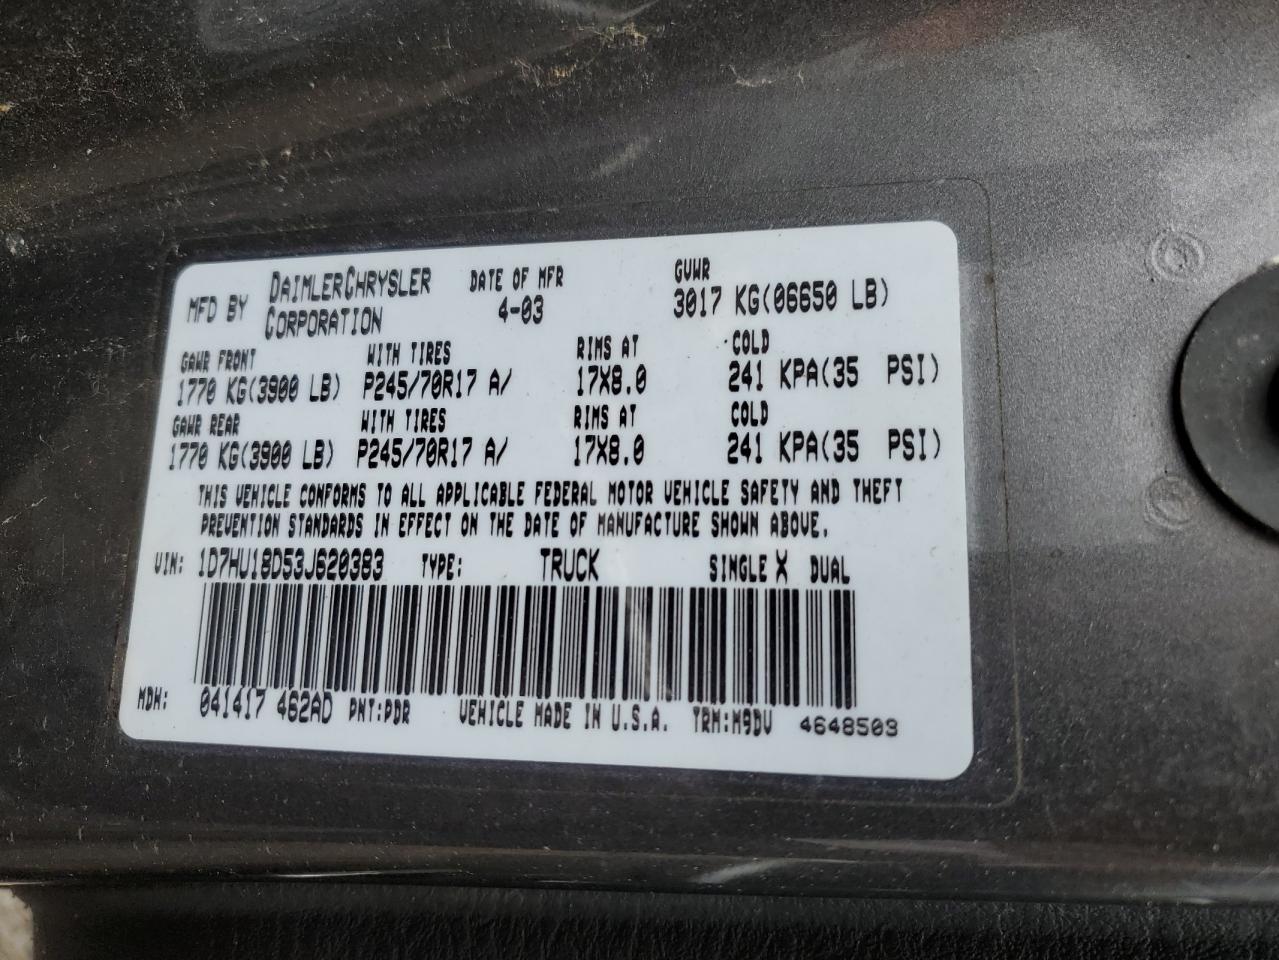 MFD BY DAIMLERCHRYSLER CORPORATION DATE OF MFR 4-03 GVWR 3017 KG(06650 LB)
GAWR FRONT WITH TIRES RIMS AT COLD
1770 KG(3900 LB) P245/70R17 A/ 17X8.0 241 KPA(35 PSI)
GAWR REAR WITH TIRES RIMS AT COLD
1770 KG(3900 LB) P245/70R17 A/ 17X8.0 241 KPA(35 PSI)
THIS VEHICLE CONFORMS TO ALL APPLICABLE FEDERAL MOTOR VEHICLE SAFETY AND THEFT
PREVENTION STANDARDS IN EFFECT ON THE DATE OF MANUFACTURE SHOWN ABOVE.
VIN: 1D7HU18D53J620383 TYPE: TRUCK SINGLE X DUAL
MDH: 041417 462AD PNT:PDR VEHICLE MADE IN U.S.A. TRM:M9DV 4648503